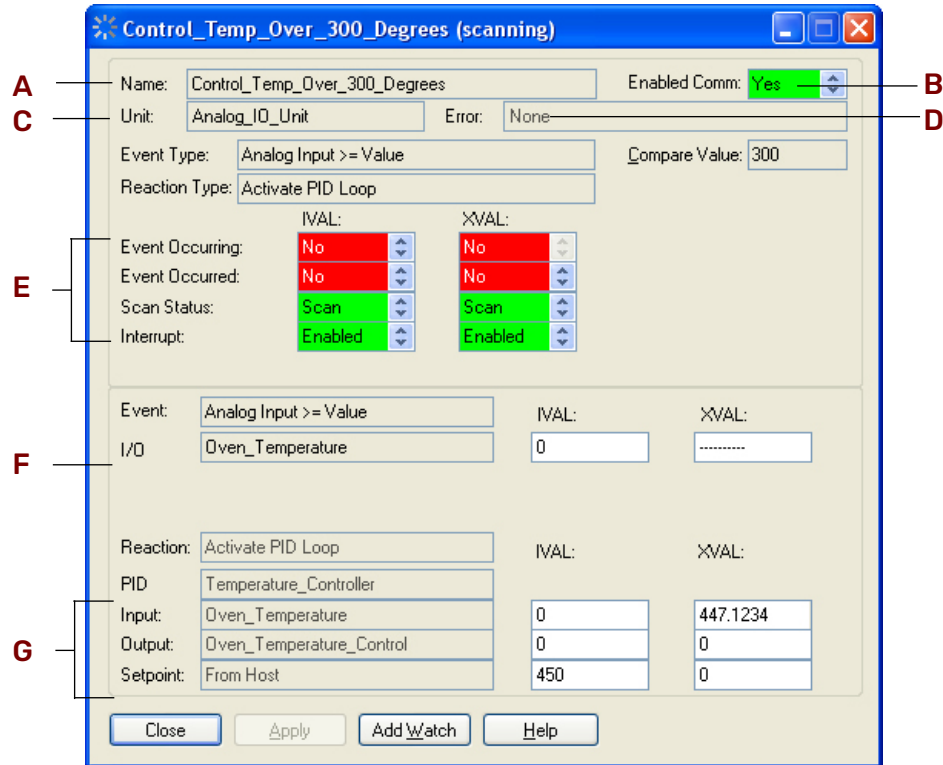 Control_Temp_Over_300_Degrees (scanning)
A Name: Control_Temp_Over_300_Degrees Enabled Comm: Yes B
C Unit: Analog_IO_Unit Error: None D
Event Type: Analog Input >= Value Compare Value: 300
Reaction Type: Activate PID Loop
IVAL: XVAL:
Event Occurring: No No
E
Event Occurred: No No
Scan Status: Scan Scan
Interrupt: Enabled Enabled
Event: Analog Input >= Value IVAL: XVAL:
I/O Oven_Temperature 0 ----------
F
Reaction: Activate PID Loop IVAL: XVAL:
PID Temperature_Controller
Input: Oven_Temperature 0 447.1234
G Output: Oven_Temperature_Control 0 0
Setpoint: From Host 450 0
Close Apply Add Watch Help